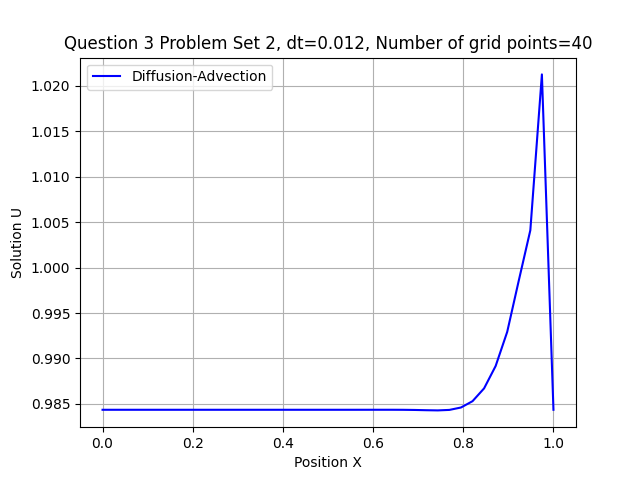 Question 3 Problem Set 2, dt=0.012, Number of grid points=40
Diffusion-Advection
1.020
1.015
1.010
1.005
1.000
0.995
0.990
0.985
Solution U
0.0 0.2 0.4 0.6 0.8 1.0
Position X